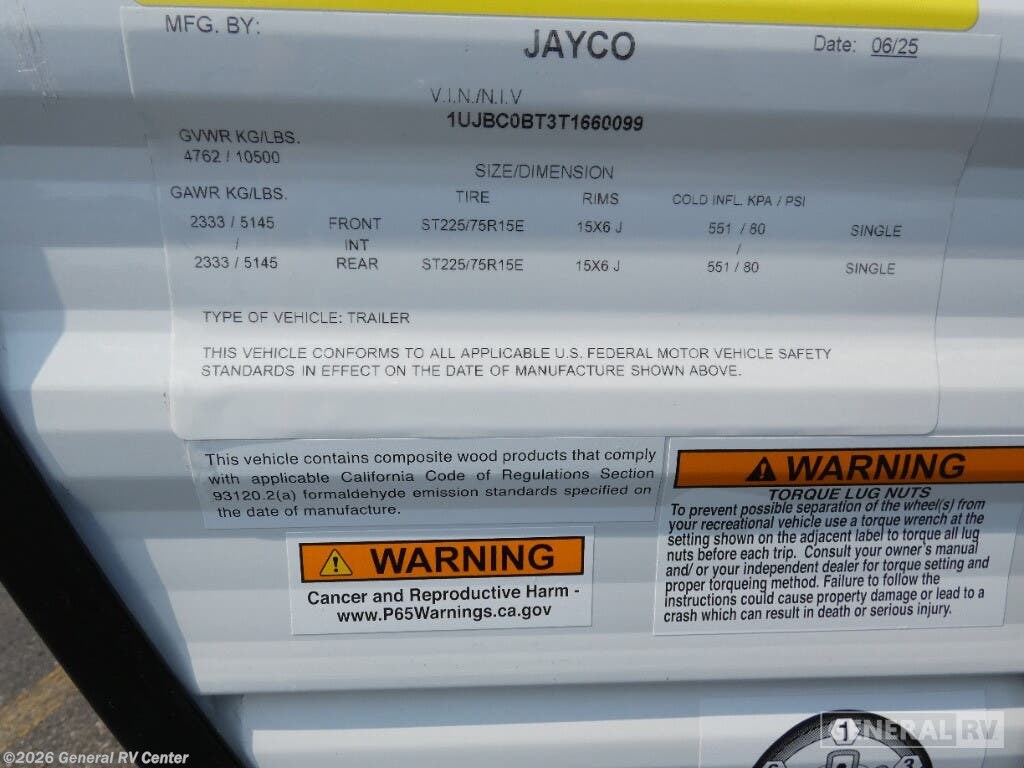 MFG. BY:
JAYCO
Date: 06/25
V.I.N./N.I.V
1UJBC0BT3T1660099
GVWR KG/LBS.
4762 / 10500
SIZE/DIMENSION
GAWR KG/LBS. TIRE RIMS COLD INFL. KPA / PSI
2333 / 5145 FRONT ST225/75R15E 15X6 J 551 / 80 SINGLE
/ INT /
2333 / 5145 REAR ST225/75R15E 15X6 J 551 / 80 SINGLE
TYPE OF VEHICLE: TRAILER
THIS VEHICLE CONFORMS TO ALL APPLICABLE U.S. FEDERAL MOTOR VEHICLE SAFETY
STANDARDS IN EFFECT ON THE DATE OF MANUFACTURE SHOWN ABOVE.
This vehicle contains composite wood products that comply
with applicable California Code of Regulations Section
93120.2(a) formaldehyde emission standards specified on
the date of manufacture.
WARNING
Cancer and Reproductive Harm -
www.P65Warnings.ca.gov
WARNING
TORQUE LUG NUTS
To prevent possible separation of the wheel(s) from
your recreational vehicle use a torque wrench at the
setting shown on the adjacent label to torque all lug
nuts before each trip. Consult your owner's manual
and/ or your independent dealer for torque setting and
proper torqueing method. Failure to follow the
instructions could cause property damage or lead to a
crash which can result in death or serious injury.
1
3
GENERAL RV
©2026 General RV Center